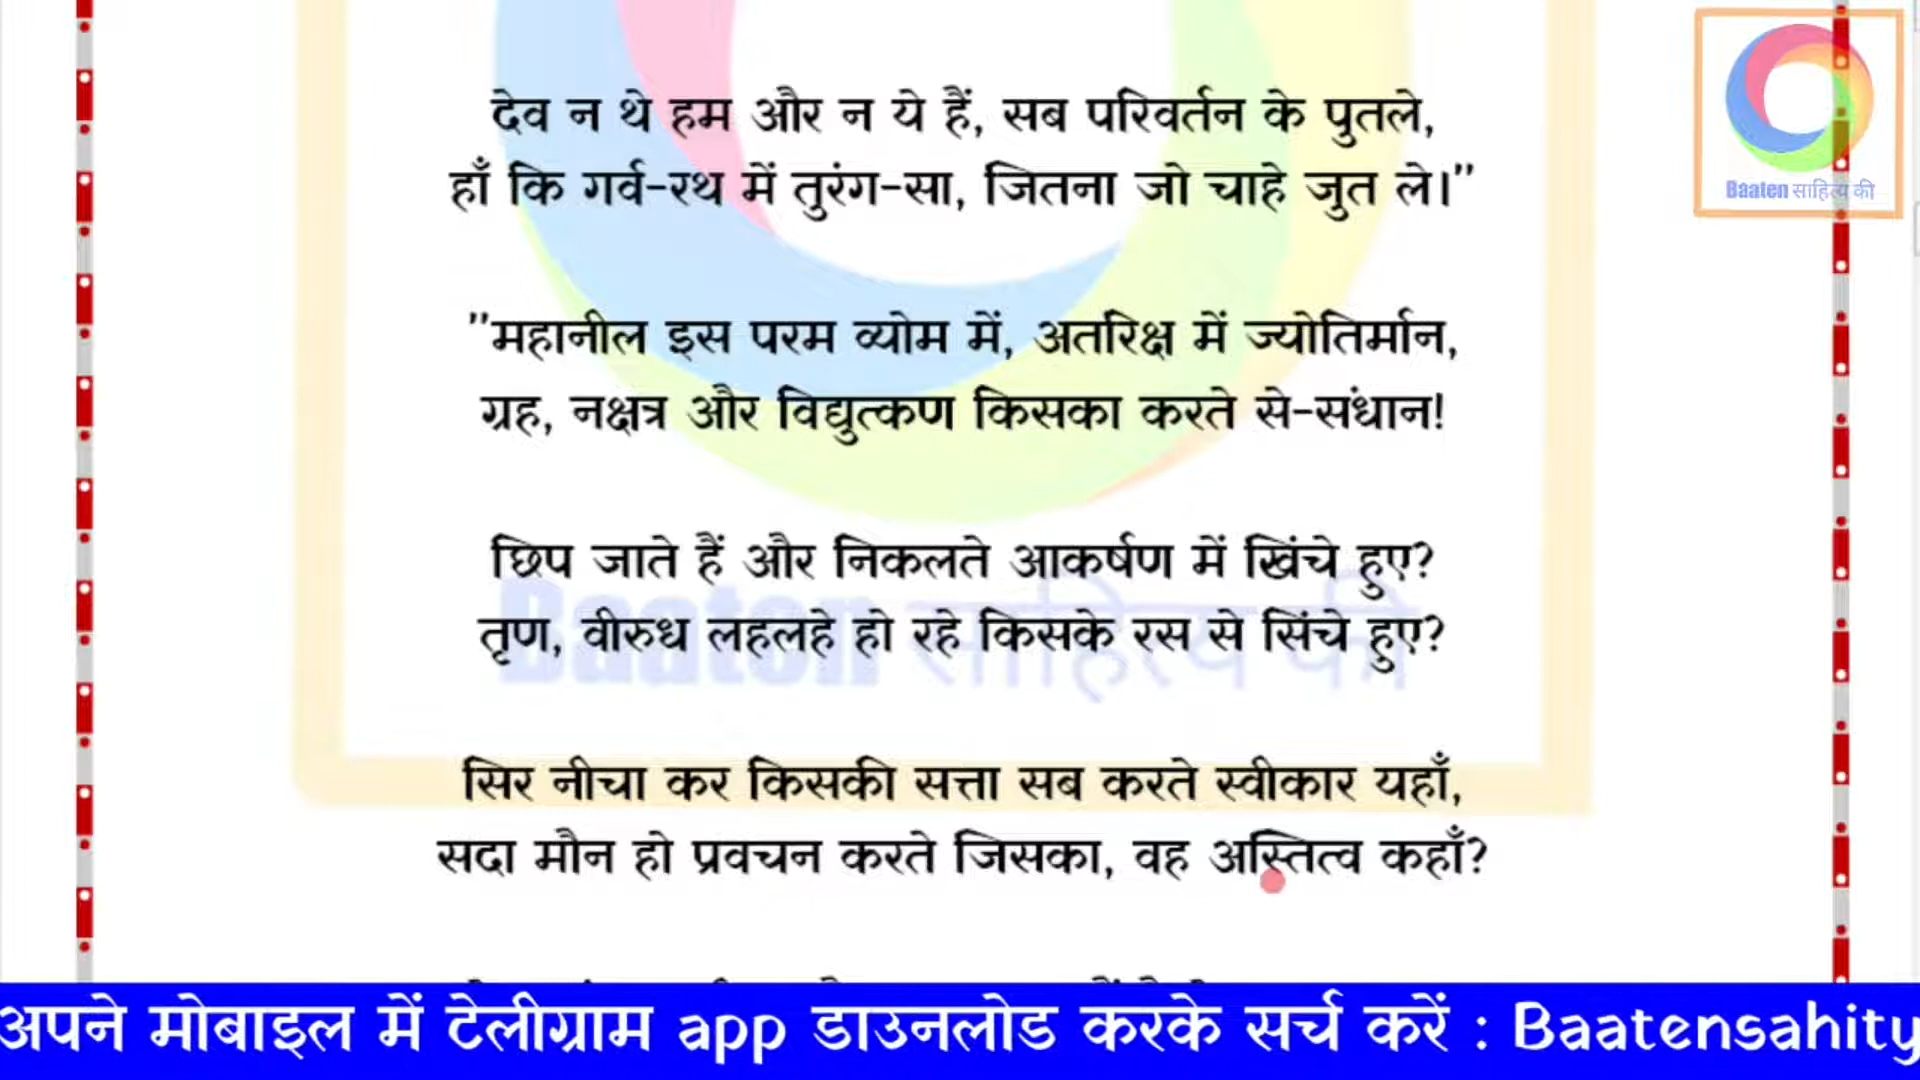 देव न थे हम और न ये हैं, सब परिवर्तन के पुतले,
हाँ कि गर्व-रथ में तुरंग-सा, जितना जो चाहे जुत ले।"
"महानील इस परम व्योम में, अतरिक्ष में ज्योतिर्मान,
ग्रह, नक्षत्र और विद्युत्कण किसका करते से-संधान!
छिप जाते हैं और निकलते आकर्षण में खिंचे हुए?
तृण, वीरुध लहलहे हो रहे किसके रस से सिंचे हुए?
सिर नीचा कर किसकी सत्ता सब करते स्वीकार यहाँ,
सदा मौन हो प्रवचन करते जिसका, वह अस्तित्व कहाँ?
Baaten साहित्य की
Baaten साहित्य की
अपने मोबाइल में टेलीग्राम app डाउनलोड करके सर्च करें : Baatensahity